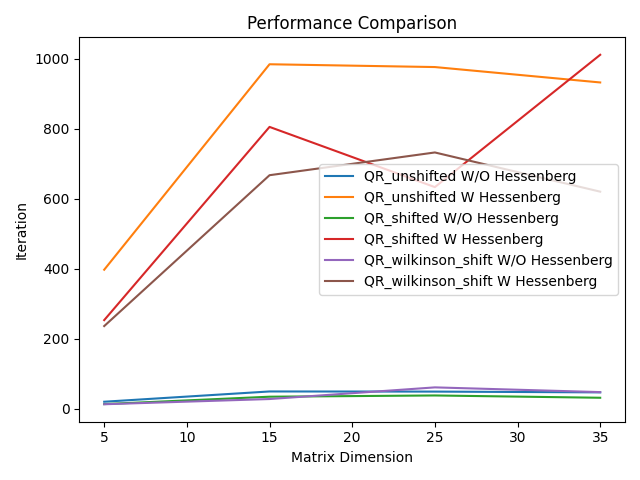 Performance Comparison
1000
800
600
400
200
0
Iteration
QR_unshifted W/O Hessenberg
QR_unshifted W Hessenberg
QR_shifted W/O Hessenberg
QR_shifted W Hessenberg
QR_wilkinson_shift W/O Hessenberg
QR_wilkinson_shift W Hessenberg
5 10 15 20 25 30 35
Matrix Dimension